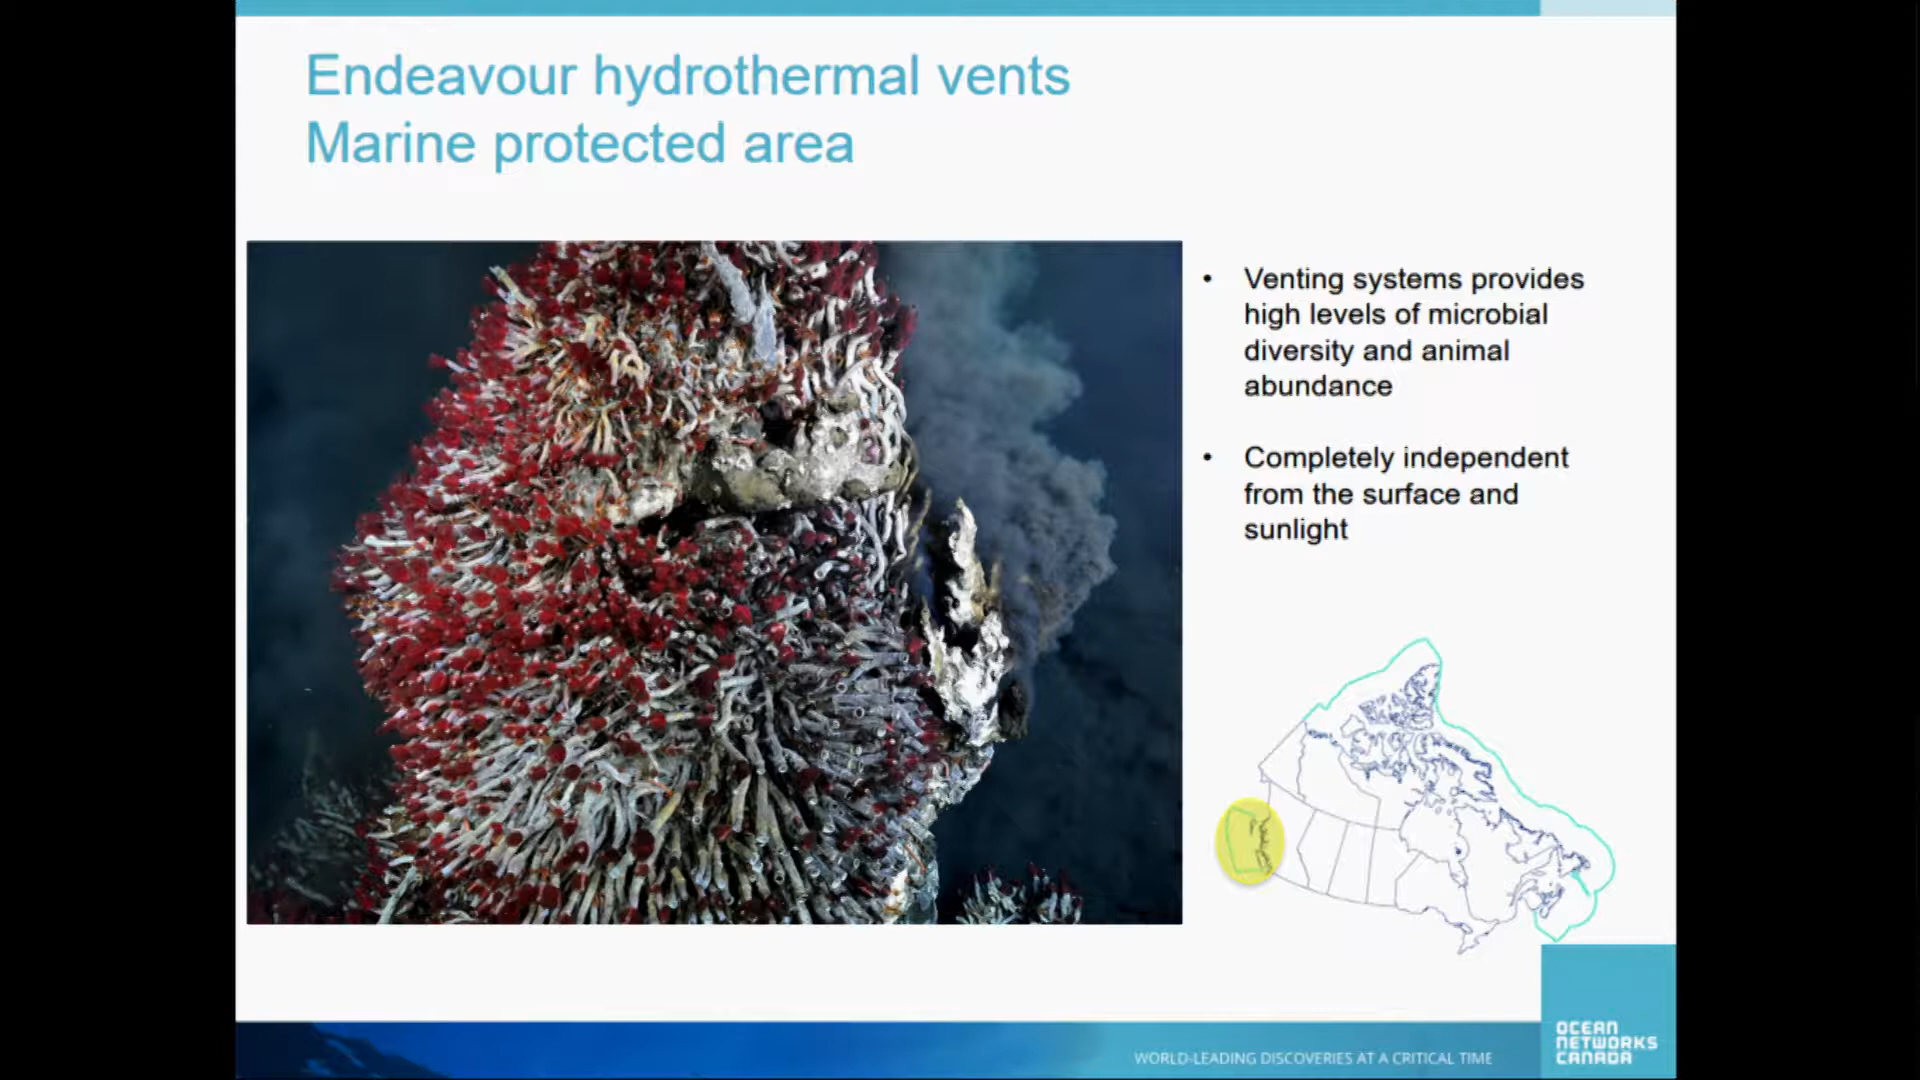 Endeavour hydrothermal vents
Marine protected area
• Venting systems provides
high levels of microbial
diversity and animal
abundance
• Completely independent
from the surface and
sunlight
WORLD-LEADING DISCOVERIES AT A CRITICAL TIME
OCEAN
NETWORKS
CANADA